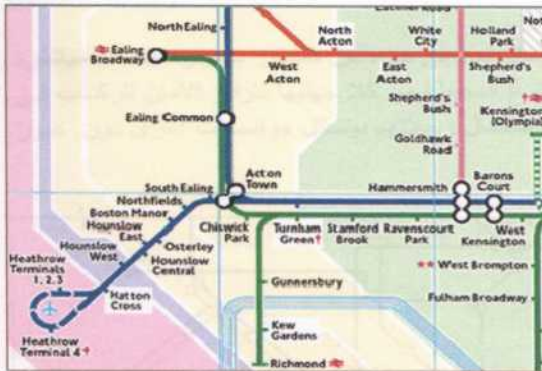 North Ealing
Ealing
Broadway
North
Acton
White
City
Holland
Park
West
Acton
East
Acton
Shepherd's
Bush
Shepherd's
Bush
Kensington
(Olympia)
Ealing Common
Goldhawk
Road
Acton
Town
South Ealing
Northfields
Boston Manor
Hounslow
East
Hounslow
West
Osterley
Hounslow
Central
Hammersmith
Barons
Court
Chiswick
Park
Turnham
Green†
Stamford
Brook
Ravenscourt
Park
West
Kensington
Heathrow
Terminals
1, 2, 3
Hatton
Cross
Heathrow
Terminal 4†
Gunnersbury
Kew
Gardens
Richmond
★★ West Brompton
Fulham Broadway